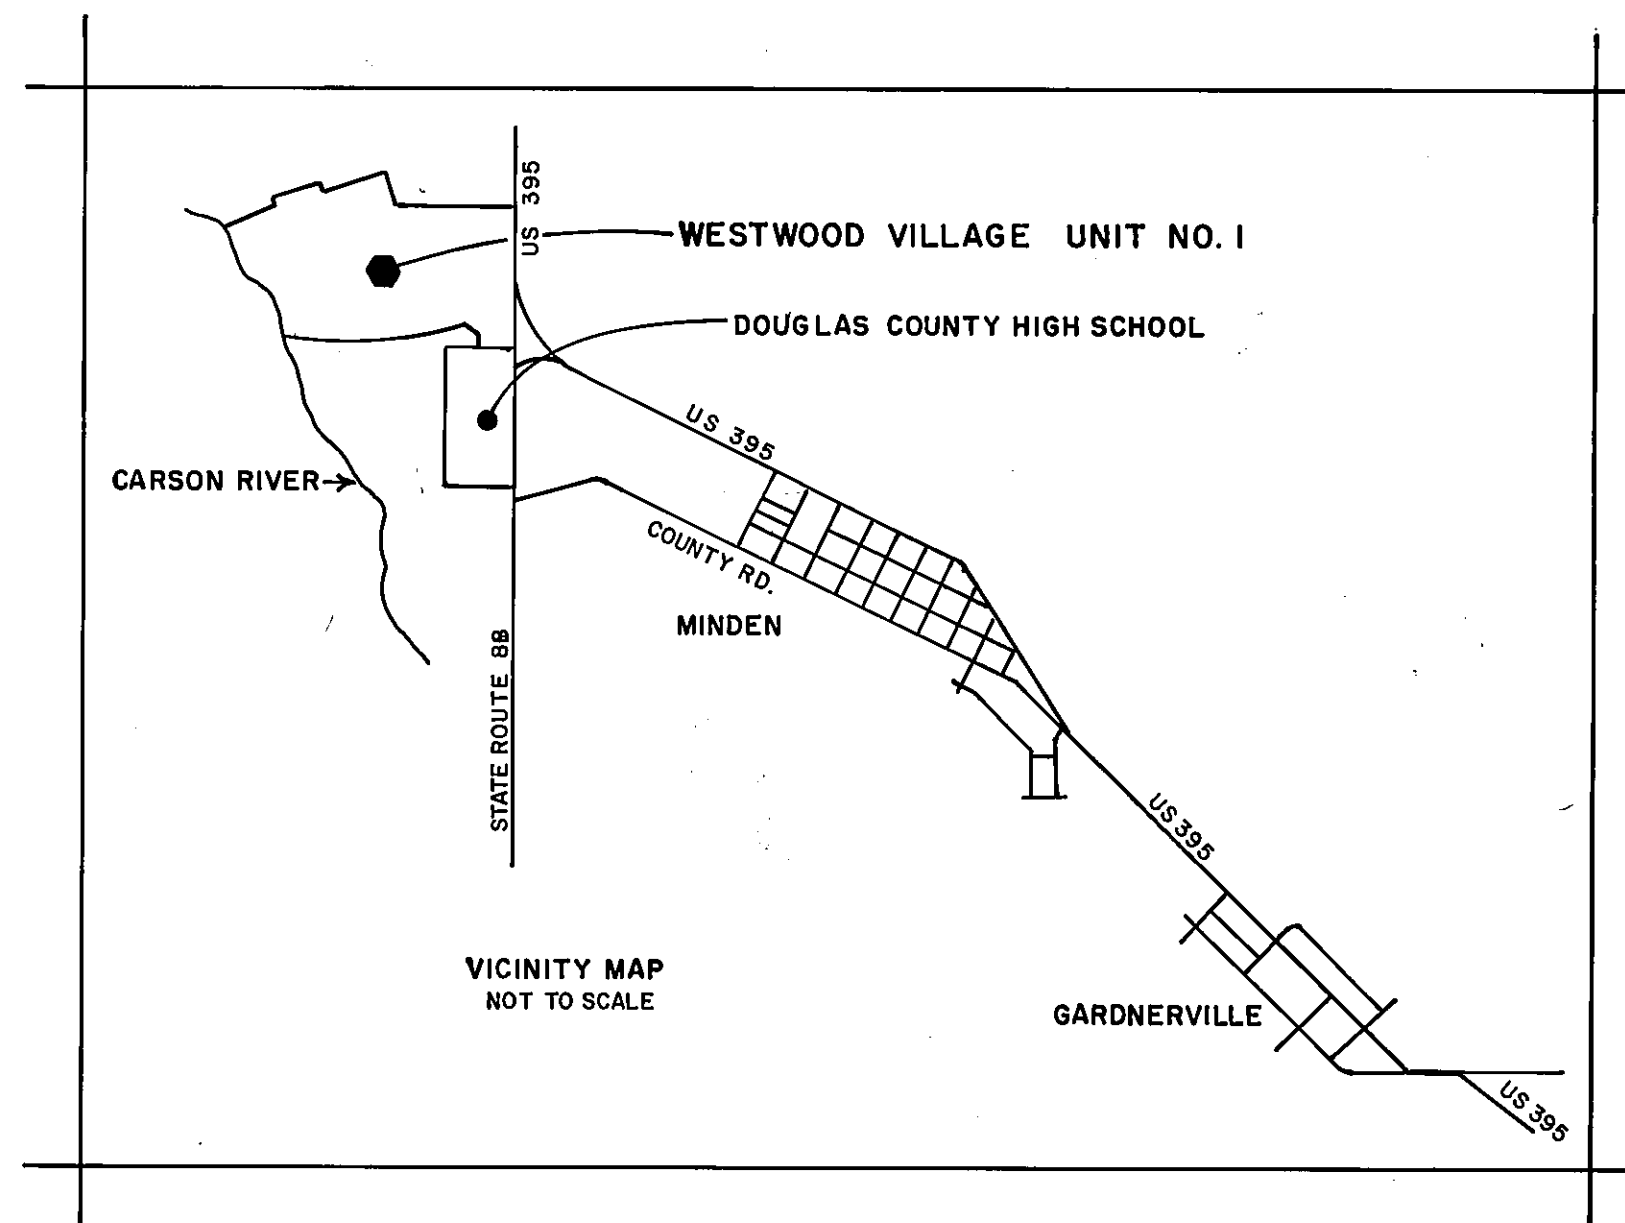 US 395
WESTWOOD VILLAGE UNIT NO. 1
DOUGLAS COUNTY HIGH SCHOOL
US 395
CARSON RIVER
COUNTY RD.
MINDEN
STATE ROUTE 88
US 395
VICINITY MAP
NOT TO SCALE
GARDNERVILLE
US 395